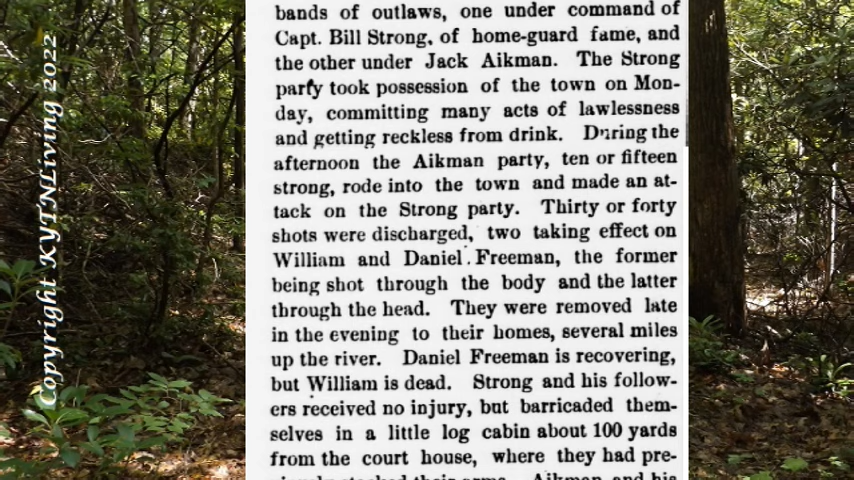 bands of outlaws, one under command of
Capt. Bill Strong, of home-guard fame, and
the other under Jack Aikman. The Strong
party took possession of the town on Mon-
day, committing many acts of lawlessness
and getting reckless from drink. During the
afternoon the Aikman party, ten or fifteen
strong, rode into the town and made an at-
tack on the Strong party. Thirty or forty
shots were discharged, two taking effect on
William and Daniel Freeman, the former
being shot through the body and the latter
through the head. They were removed late
in the evening to their homes, several miles
up the river. Daniel Freeman is recovering,
but William is dead. Strong and his follow-
ers received no injury, but barricaded them-
selves in a little log cabin about 100 yards
from the court house, where they had pre-
viously stacked their arms. Aikman and his
Copyright KYTNLiving 2022